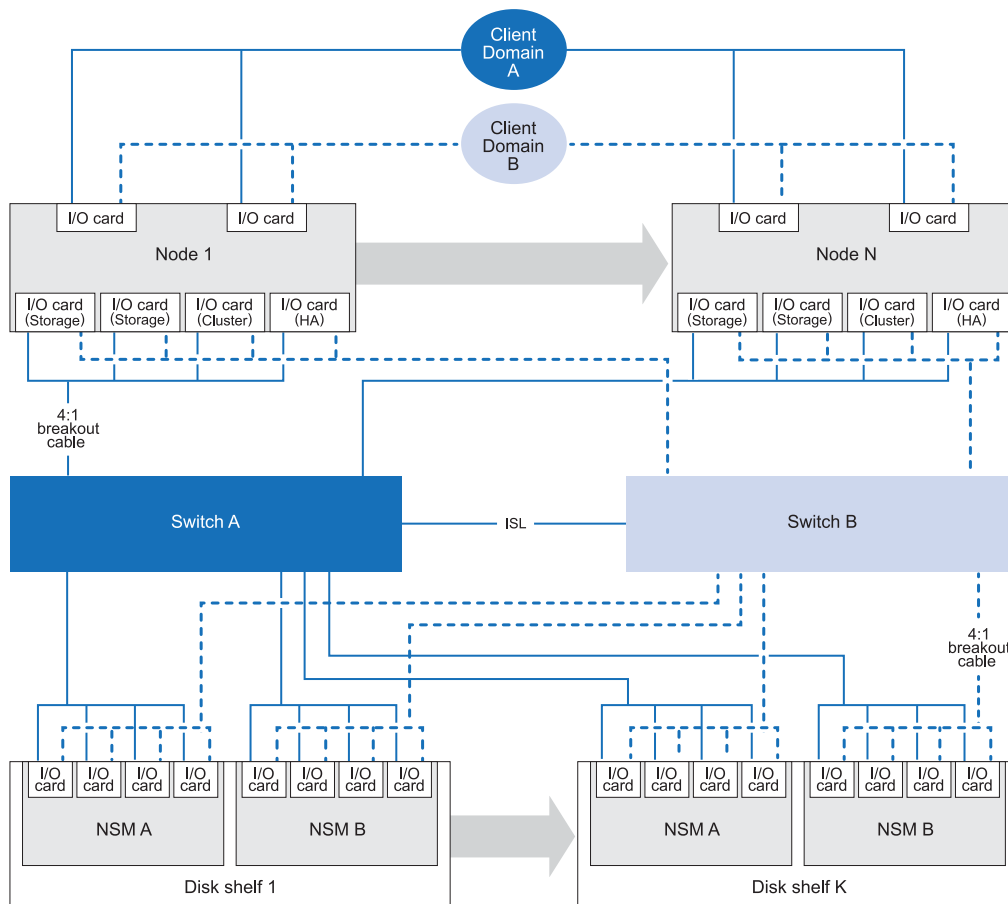 Client
Domain
A
Client
Domain
B
I/O card
I/O card
I/O card
I/O card
Node 1
Node N
I/O card
(Storage)
I/O card
(Storage)
I/O card
(Cluster)
I/O card
(HA)
I/O card
(Storage)
I/O card
(Storage)
I/O card
(Cluster)
I/O card
(HA)
4:1
breakout
cable
Switch A
ISL
Switch B
4:1
breakout
cable
I/O
card
I/O
card
I/O
card
I/O
card
I/O
card
I/O
card
I/O
card
I/O
card
I/O
card
I/O
card
I/O
card
I/O
card
I/O
card
I/O
card
I/O
card
I/O
card
NSM A
NSM B
NSM A
NSM B
Disk shelf 1
Disk shelf K